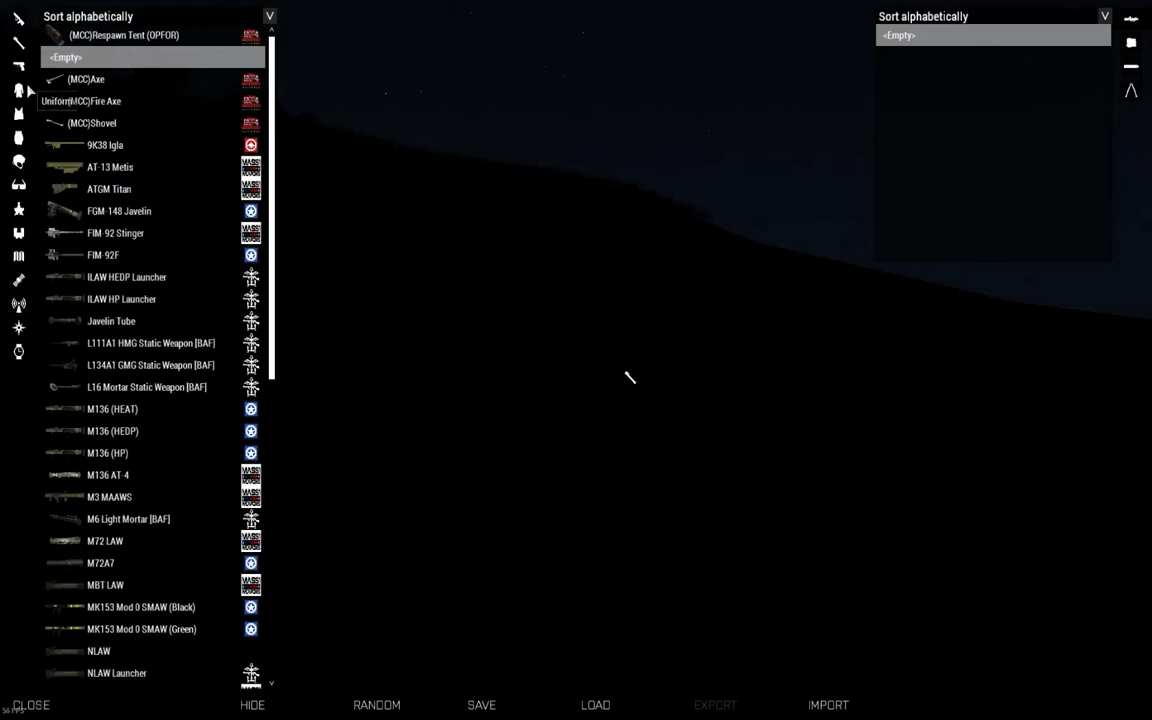 Sort alphabetically V
(MCC)Respawn Tent (OPFOR)
<Empty>
(MCC)Axe
Uniform
(MCC)Fire Axe
(MCC)Shovel
9K38 Igla
AT-13 Metis
ATGM Titan
FGM-148 Javelin
FIM-92 Stinger
FIM-92F
ILAW HEDP Launcher
ILAW HP Launcher
Javelin Tube
L111A1 HMG Static Weapon [BAF]
L134A1 GMG Static Weapon [BAF]
L16 Mortar Static Weapon [BAF]
M136 (HEAT)
M136 (HEDP)
M136 (HP)
M136 AT-4
M3 MAAWS
M6 Light Mortar [BAF]
M72 LAW
M72A7
MBT LAW
MK153 Mod 0 SMAW (Black)
MK153 Mod 0 SMAW (Green)
NLAW
NLAW Launcher
Sort alphabetically V
<Empty>
56 FPS
CLOSE HIDE RANDOM SAVE LOAD EXPORT IMPORT